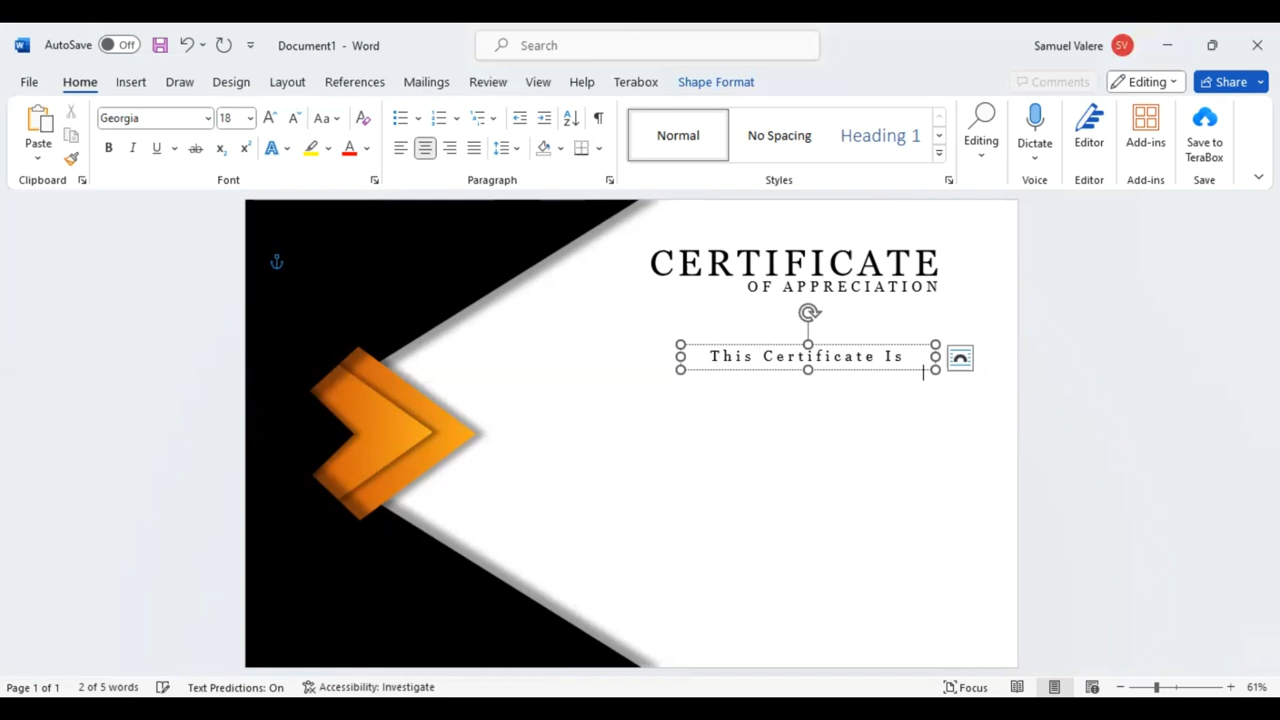 AutoSave Off Document1 - Word Search Samuel Valere SV
File Home Insert Draw Design Layout References Mailings Review View Help Terabox Shape Format Comments Editing Share
Paste Georgia 18 Aa Normal No Spacing Heading 1 Editing Dictate Editor Add-ins Save to TeraBox
Clipboard Font Paragraph Styles Voice Editor Add-ins Save
CERTIFICATE
OF APPRECIATION
This Certificate Is
Page 1 of 1 2 of 5 words Text Predictions: On Accessibility: Investigate Focus 61%